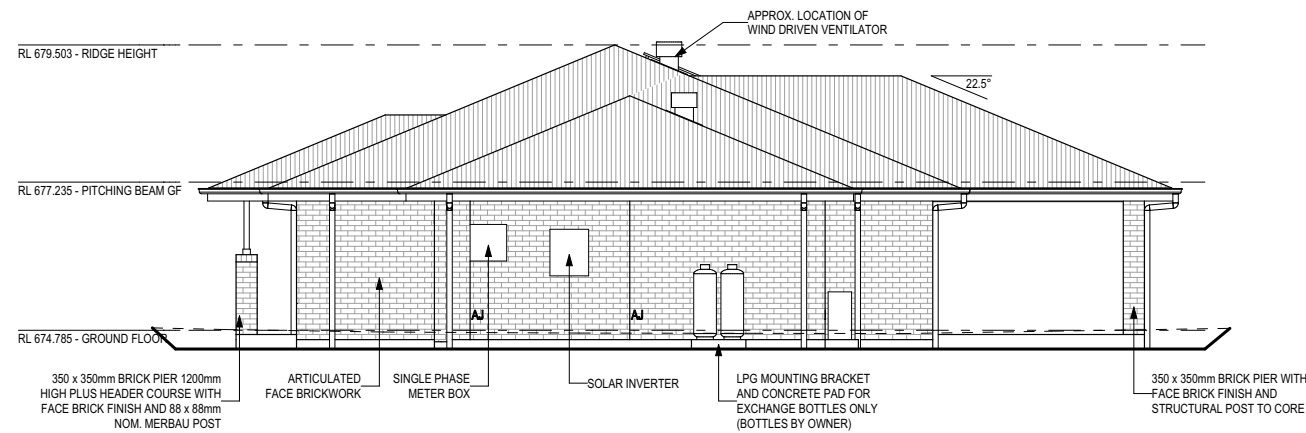 APPROX. LOCATION OF
WIND DRIVEN VENTILATOR
RL 679.503 - RIDGE HEIGHT
22.5°
RL 677.235 - PITCHING BEAM GF
AJ
AJ
RL 674.785 - GROUND FLOOR
350 x 350mm BRICK PIER 1200mm
HIGH PLUS HEADER COURSE WITH
FACE BRICK FINISH AND 88 x 88mm
NOM. MERBAU POST
ARTICULATED
FACE BRICKWORK
SINGLE PHASE
METER BOX
SOLAR INVERTER
LPG MOUNTING BRACKET
AND CONCRETE PAD FOR
EXCHANGE BOTTLES ONLY
(BOTTLES BY OWNER)
350 x 350mm BRICK PIER WITH
FACE BRICK FINISH AND
STRUCTURAL POST TO CORE